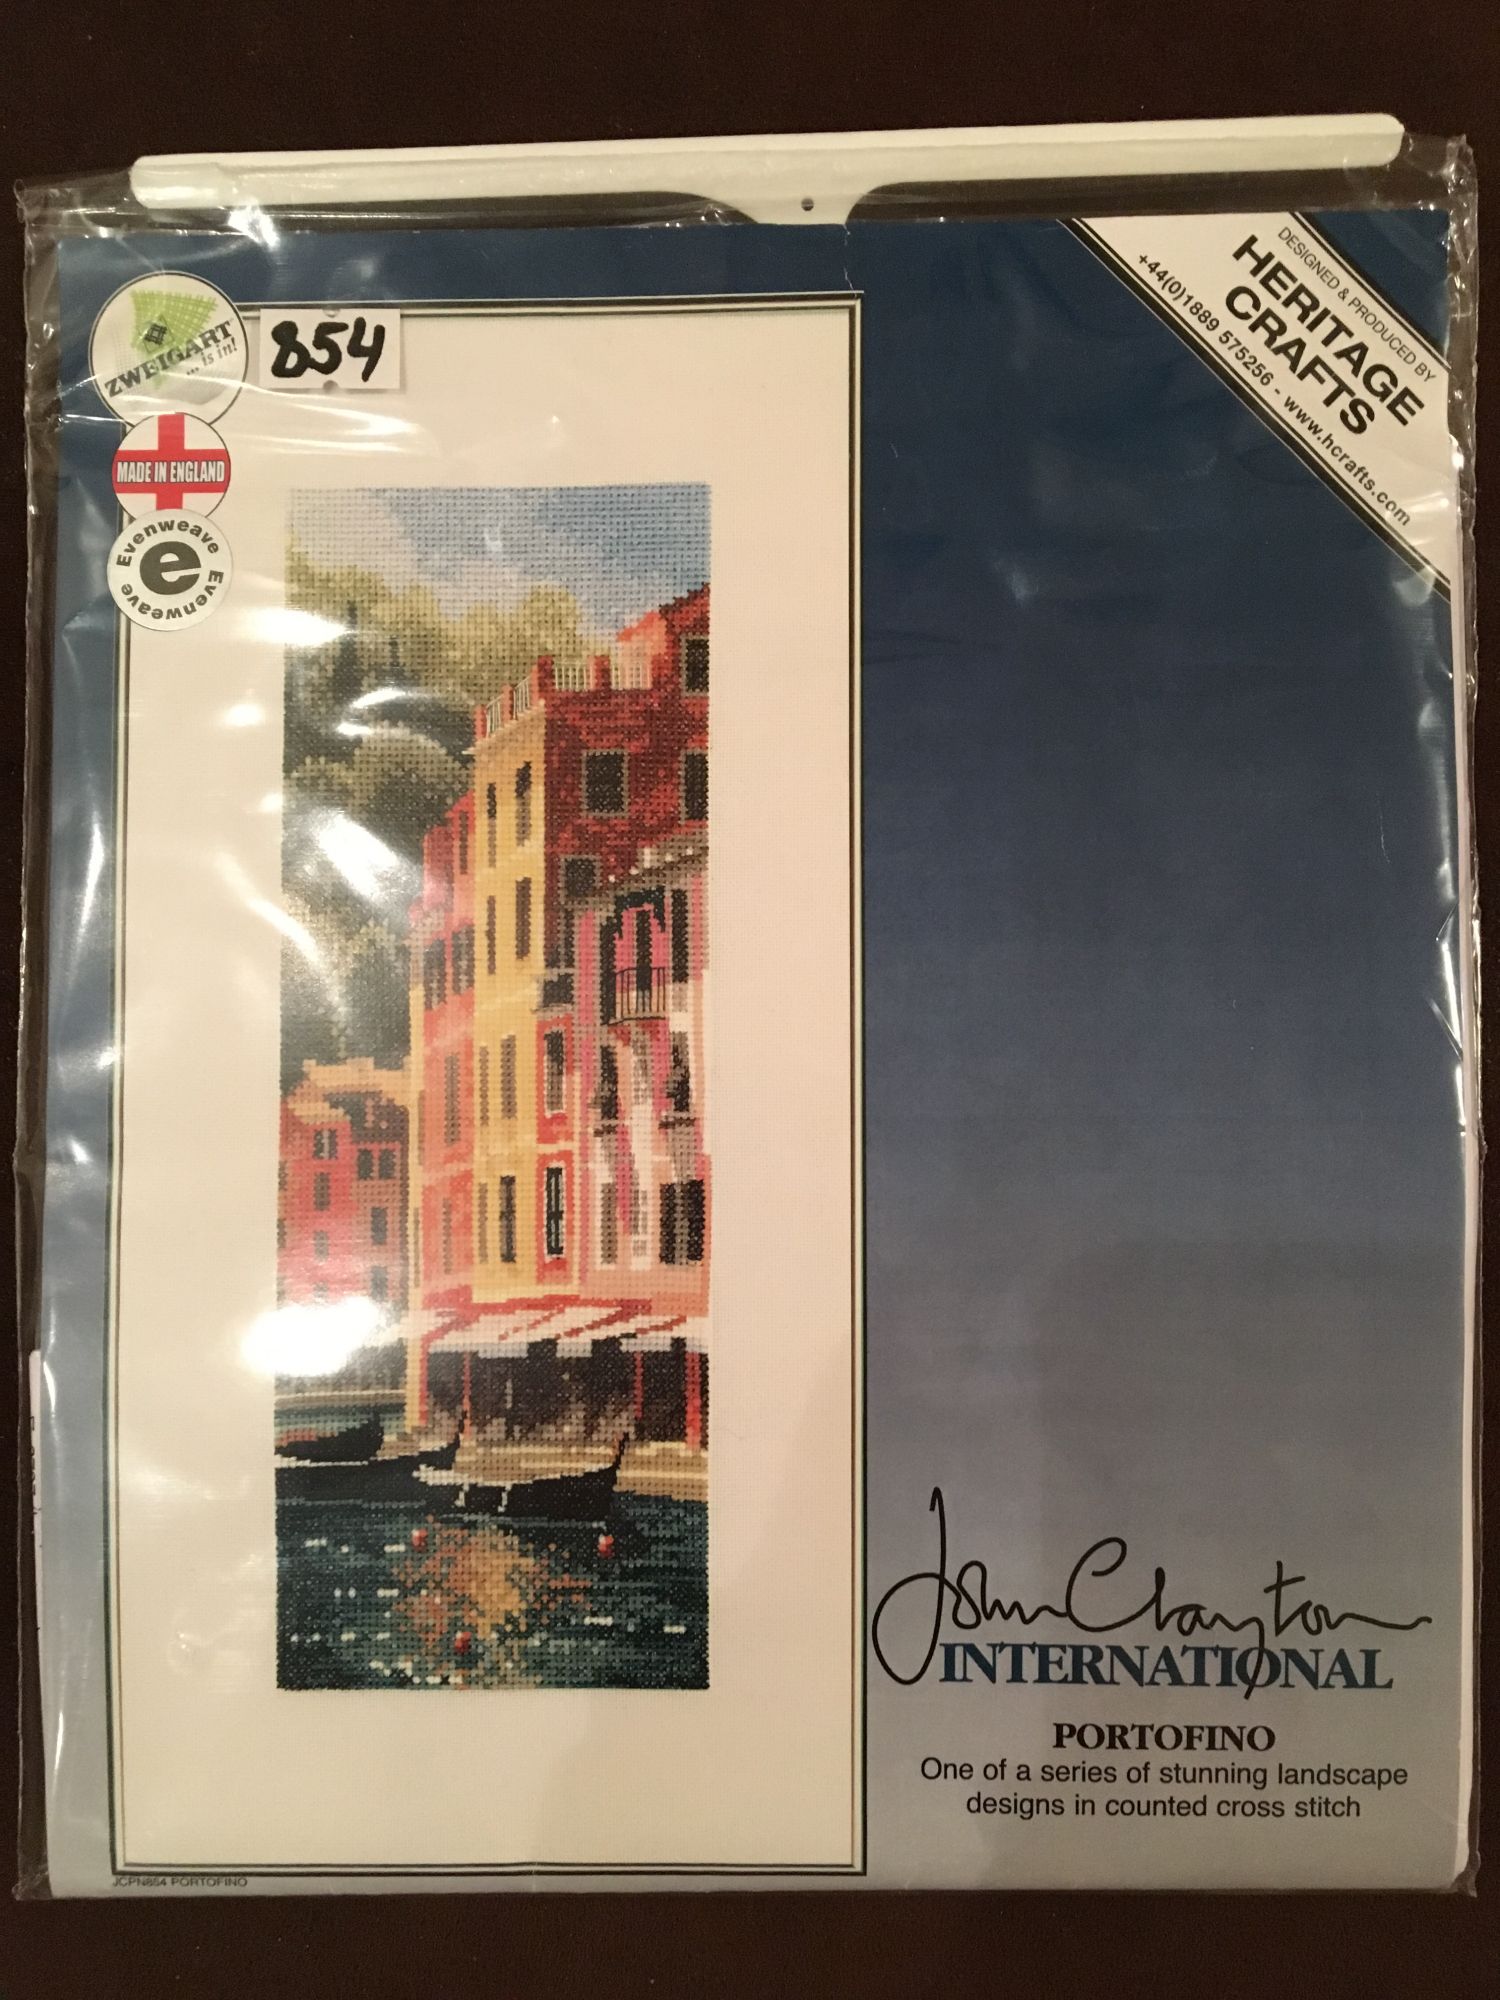 ZWEIGART
... is in!
854
MADE IN ENGLAND
Evenweave
e
Evenweave
DESIGNED & PRODUCED BY
HERITAGE
CRAFTS
+44(0)1889 575256 - www.hcrafts.com
John Clayton
INTERNATIONAL
PORTOFINO
One of a series of stunning landscape
designs in counted cross stitch
JCPN854 PORTOFINO